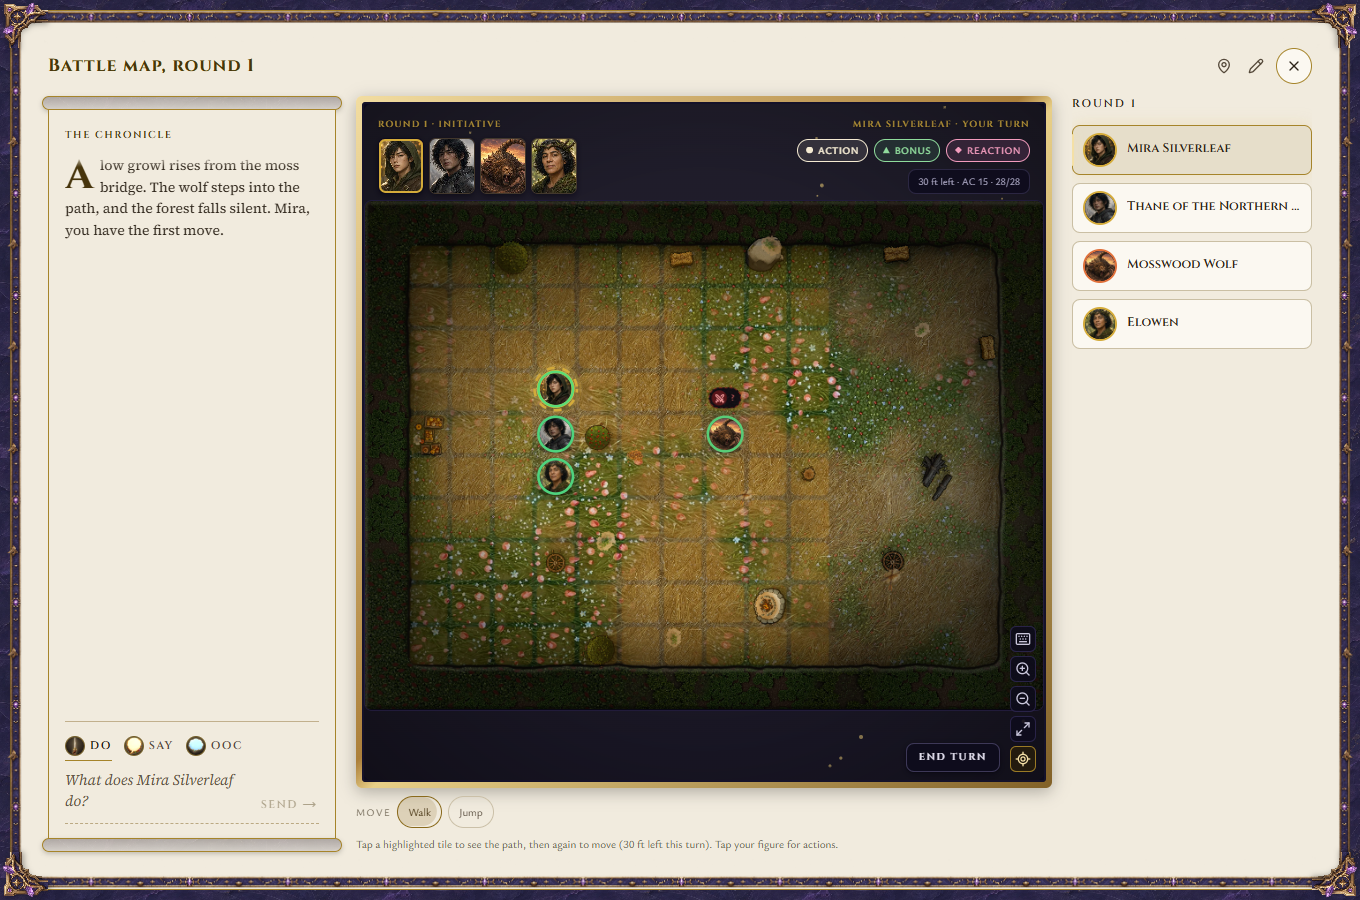 BATTLE MAP, ROUND 1
THE CHRONICLE
A low growl rises from the moss
bridge. The wolf steps into the
path, and the forest falls silent. Mira,
you have the first move.
DO
SAY
OOC
What does Mira Silverleaf
do?
SEND →
ROUND 1 · INITIATIVE
MIRA SILVERLEAF · YOUR TURN
ACTION
BONUS
REACTION
30 ft left · AC 15 · 28/28
?
END TURN
MOVE
Walk
Jump
Tap a highlighted tile to see the path, then again to move (30 ft left this turn). Tap your figure for actions.
ROUND 1
MIRA SILVERLEAF
THANE OF THE NORTHERN ...
MOSSWOOD WOLF
ELOWEN